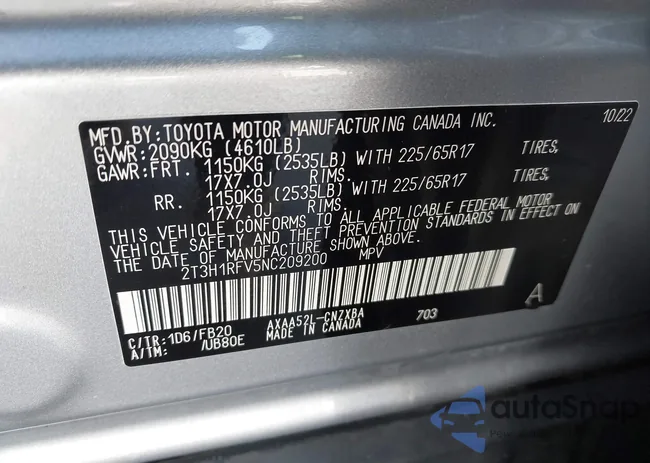 MFD.BY:TOYOTA MOTOR MANUFACTURING CANADA INC. 10/22
GVWR:2090KG (4610LB)
GAWR:FRT. 1150KG (2535LB) WITH 225/65R17 TIRES,
17X7.0J RIMS.
RR. 1150KG (2535LB) WITH 225/65R17 TIRES,
17X7.0J RIMS.
THIS VEHICLE CONFORMS TO ALL APPLICABLE FEDERAL MOTOR
VEHICLE SAFETY AND THEFT PREVENTION STANDARDS IN EFFECT ON
THE DATE OF MANUFACTURE SHOWN ABOVE.
2T3H1RFV5NC209200 MPV
C/TR:1D6/FB20 AXAA52L-CNZXBA 703 A
A/TM: /UB80E MADE IN CANADA
autoSnap